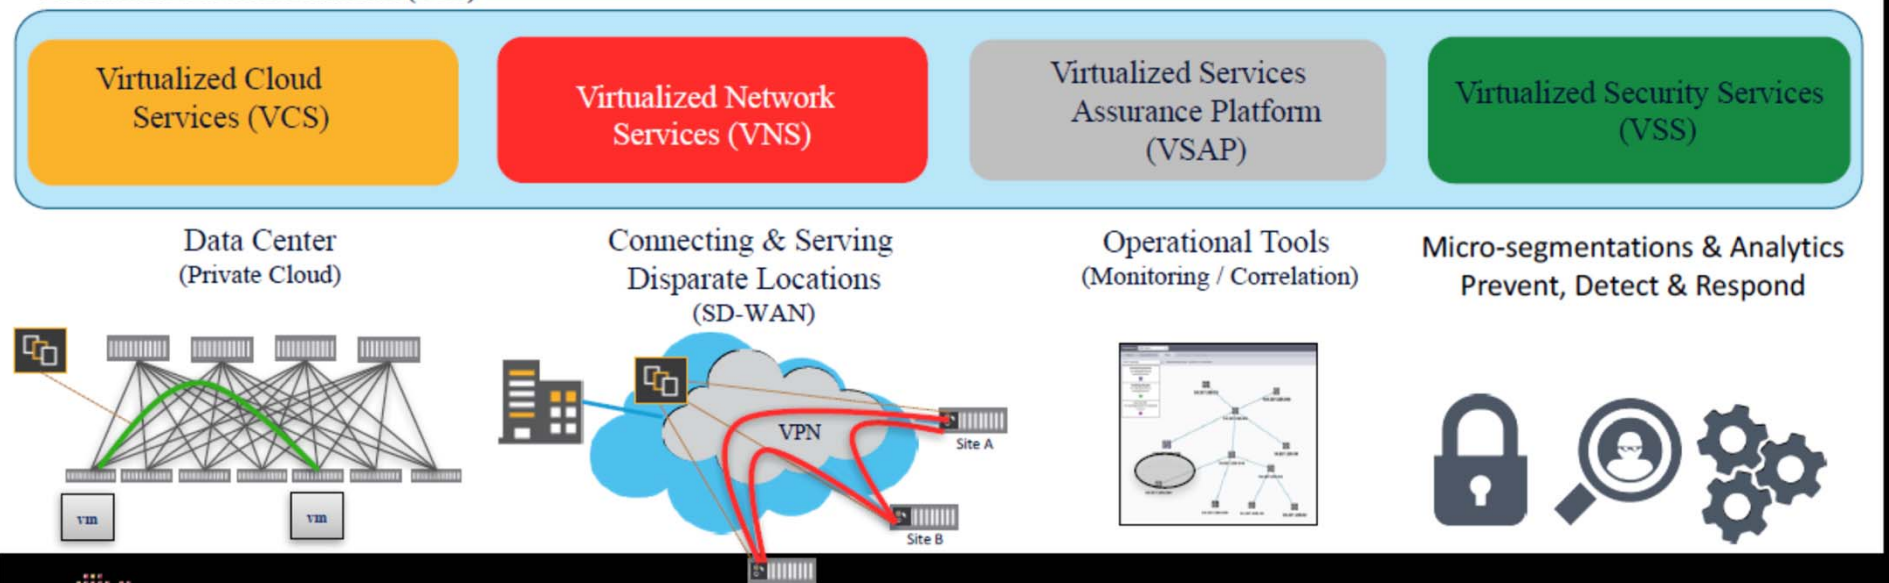 Virtualized Cloud
Services (VCS)
Virtualized Network
Services (VNS)
Virtualized Services
Assurance Platform
(VSAP)
Virtualized Security Services
(VSS)
Data Center
(Private Cloud)
Connecting & Serving
Disparate Locations
(SD-WAN)
Operational Tools
(Monitoring / Correlation)
Micro-segmentations & Analytics
Prevent, Detect & Respond
VPN
Site A
Site B
vm
vm